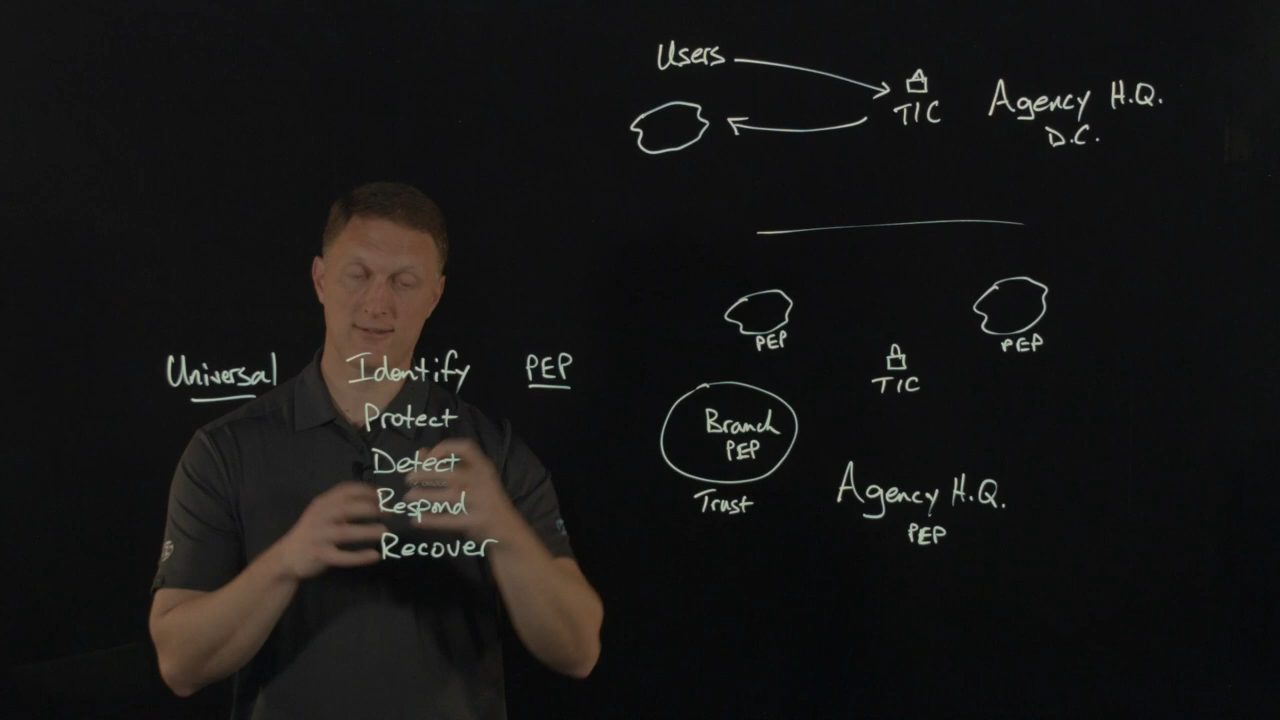 Users
TIC
Agency H.Q.
D.C.
PEP
PEP
TIC
Branch
PEP
Trust
Agency H.Q.
PEP
Universal Identify PEP
Protect
Detect
Respond
Recover